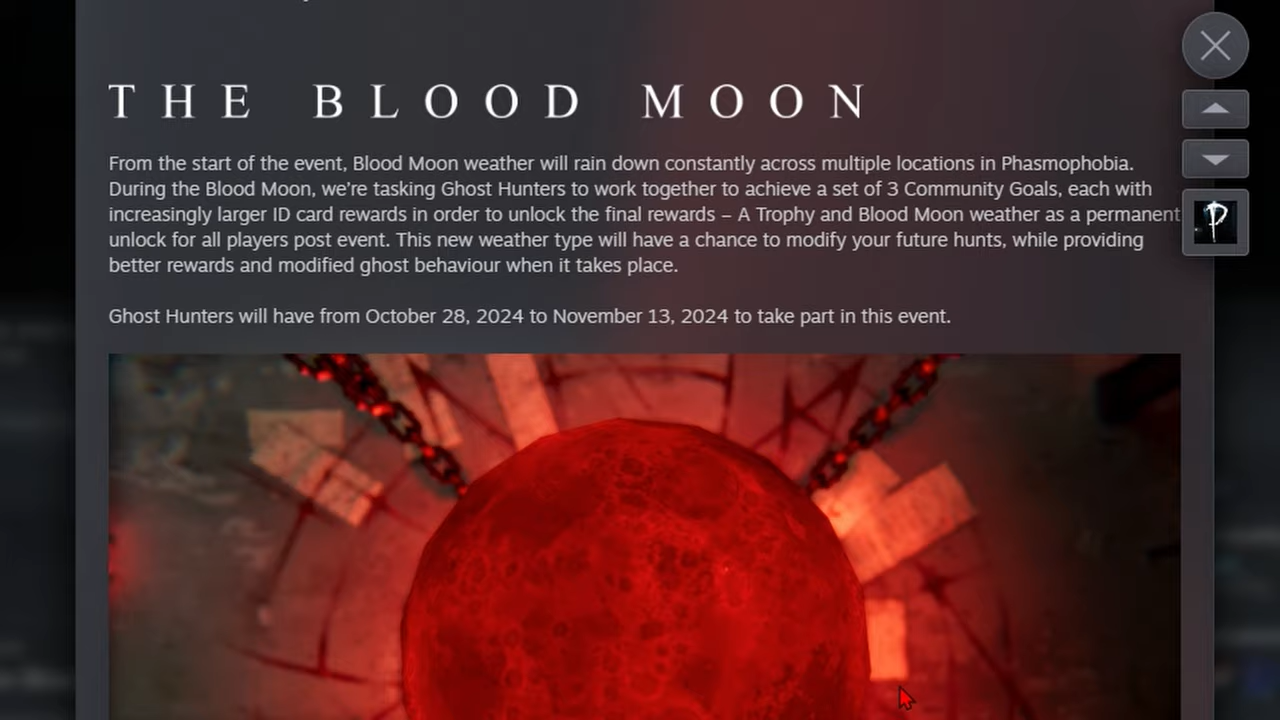 THE BLOOD MOON
From the start of the event, Blood Moon weather will rain down constantly across multiple locations in Phasmophobia.
During the Blood Moon, we're tasking Ghost Hunters to work together to achieve a set of 3 Community Goals, each with
increasingly larger ID card rewards in order to unlock the final rewards – A Trophy and Blood Moon weather as a permanent
unlock for all players post event. This new weather type will have a chance to modify your future hunts, while providing
better rewards and modified ghost behaviour when it takes place.
Ghost Hunters will have from October 28, 2024 to November 13, 2024 to take part in this event.